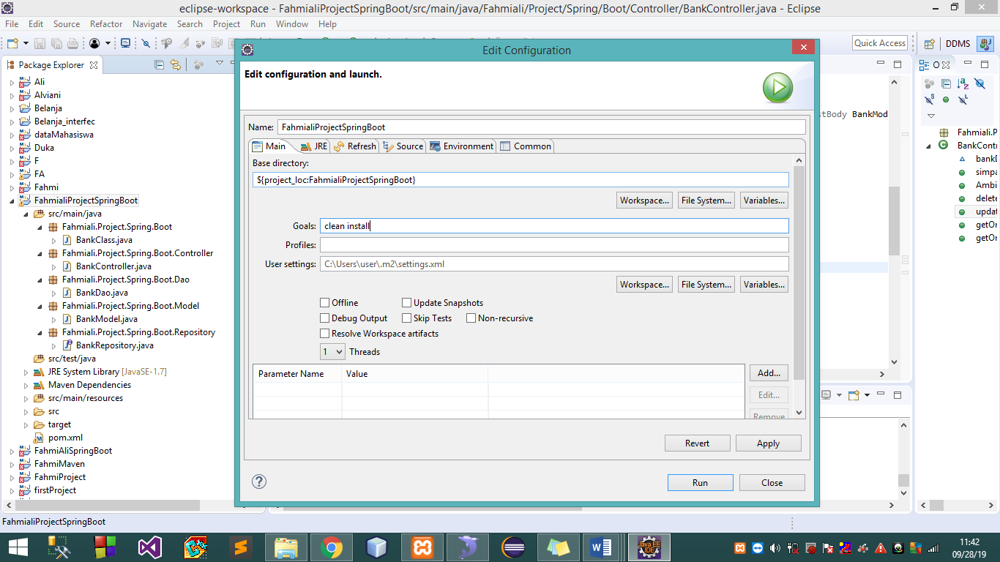 eclipse-workspace - FahmialiProjectSpringBoot/src/main/java/Fahmiali/Project/Spring/Boot/Controller/BankController.java - Eclipse
File Edit Source Refactor Navigate Search Project Run Window Help
Quick Access
DDMS
Package Explorer
Ali
Alviani
Belanja
Belanja_interfec
dataMahasiswa
Duka
F
FA
Fahmi
FahmialiProjectSpringBoot
src/main/java
Fahmiali.Project.Spring.Boot
BankClass.java
Fahmiali.Project.Spring.Boot.Controller
BankController.java
Fahmiali.Project.Spring.Boot.Dao
BankDao.java
Fahmiali.Project.Spring.Boot.Model
BankModel.java
Fahmiali.Project.Spring.Boot.Repository
BankRepository.java
src/test/java
JRE System Library [JavaSE-1.7]
Maven Dependencies
src/main/resources
src
target
pom.xml
FahmiAliSpringBoot
FahmiMaven
FahmiProject
firstProject
Edit Configuration
Edit configuration and launch.
Name: FahmialiProjectSpringBoot
Main JRE Refresh Source Environment Common
Base directory:
${project_loc:FahmialiProjectSpringBoot}
Workspace... File System... Variables...
Goals: clean install
Profiles:
User settings: C:\Users\user\.m2\settings.xml
Workspace... File System... Variables...
Offline Update Snapshots
Debug Output Skip Tests Non-recursive
Resolve Workspace artifacts
1 Threads
Parameter Name Value
Add...
Edit...
Remove
Revert Apply
Run Close
stBody BankMod
O
Fahmiali.P
BankContr
bankD
simpa
Ambi
delete
updat
getOn
getOn
FahmialiProjectSpringBoot
Java EE
IDE
11:42
09/28/19